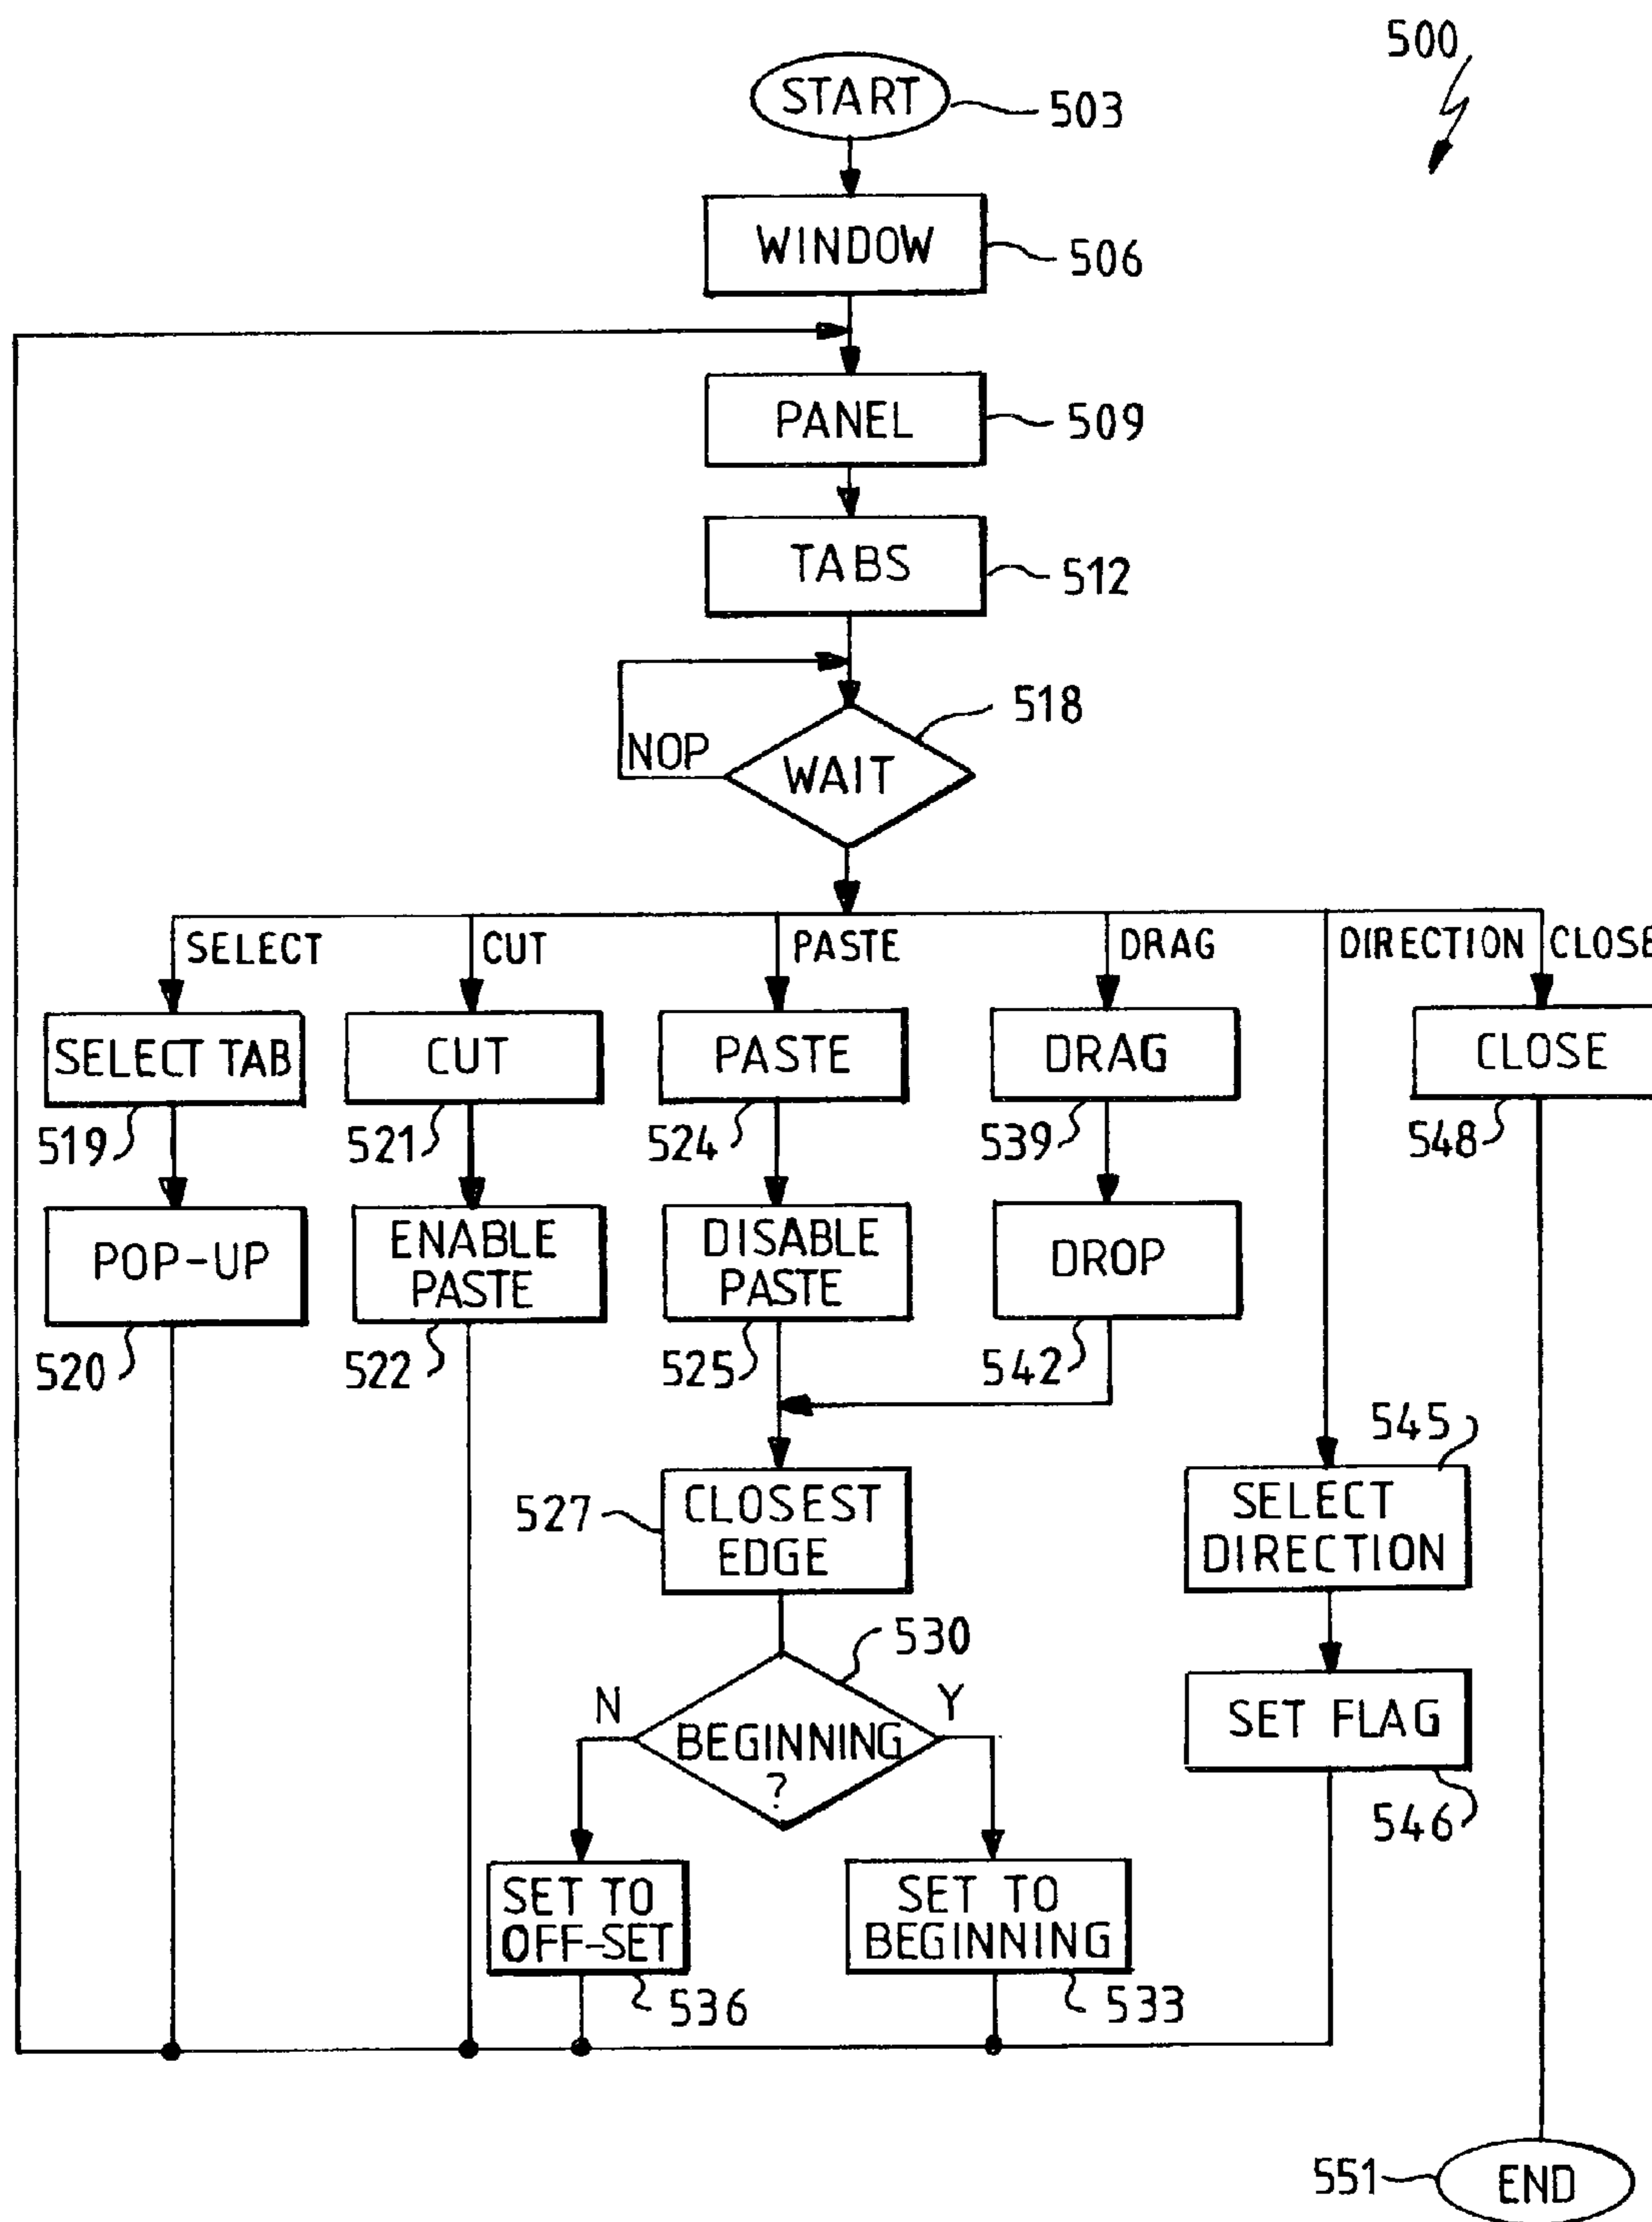 500
START
503
WINDOW
506
PANEL
509
TABS
512
518
NOP
WAIT
SELECT
CUT
PASTE
DRAG
DIRECTION
CLOSE
SELECT TAB
CUT
PASTE
DRAG
CLOSE
519
521
524
539
548
POP-UP
ENABLE
PASTE
DISABLE
PASTE
DROP
520
522
525
542
545
527
CLOSEST
EDGE
SELECT
DIRECTION
530
N
Y
BEGINNING
?
SET FLAG
546
SET TO
OFF-SET
SET TO
BEGINNING
536
533
551
END